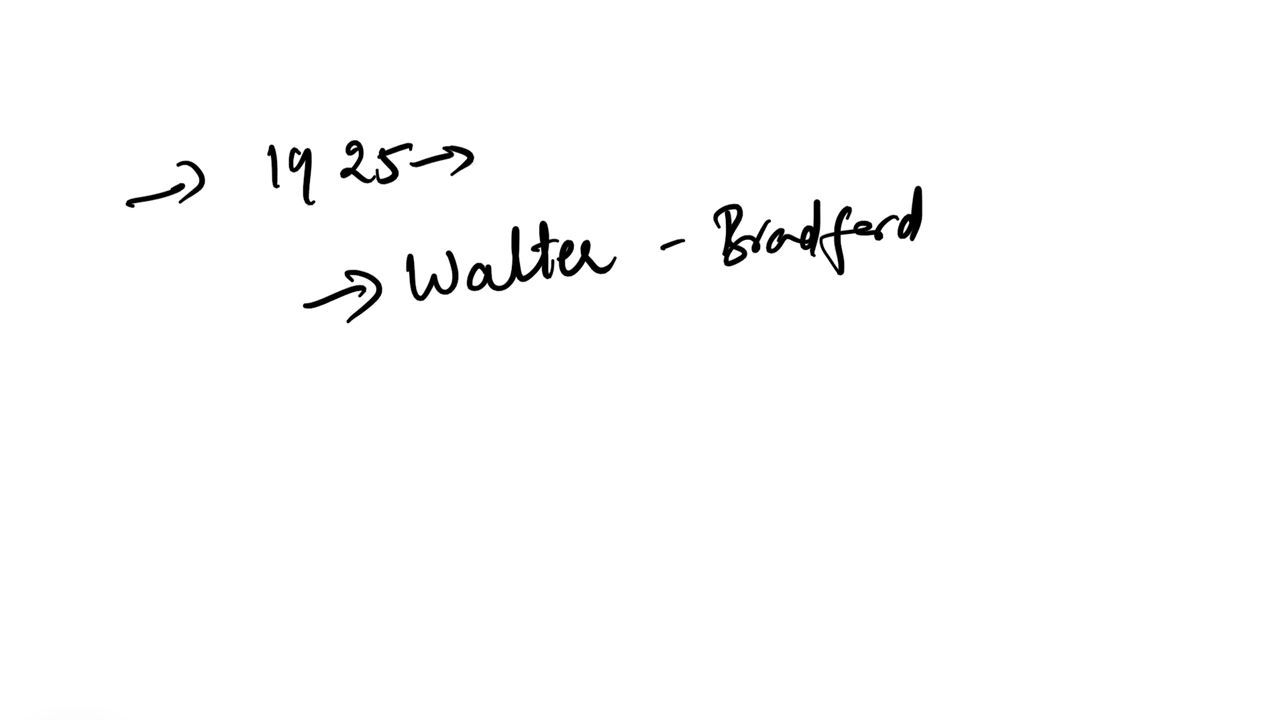 → 1925→
→ Walter - Bradford